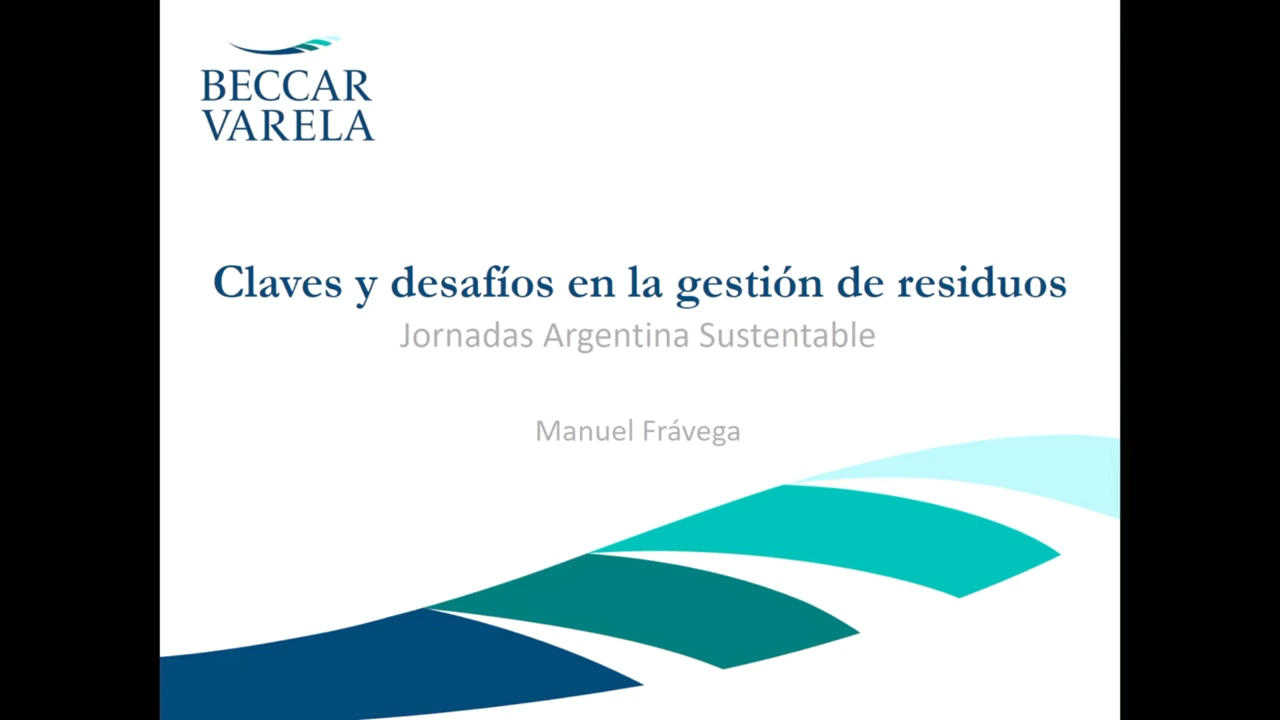 BECCAR
VARELA
Claves y desafíos en la gestión de residuos
Jornadas Argentina Sustentable
Manuel Frávega